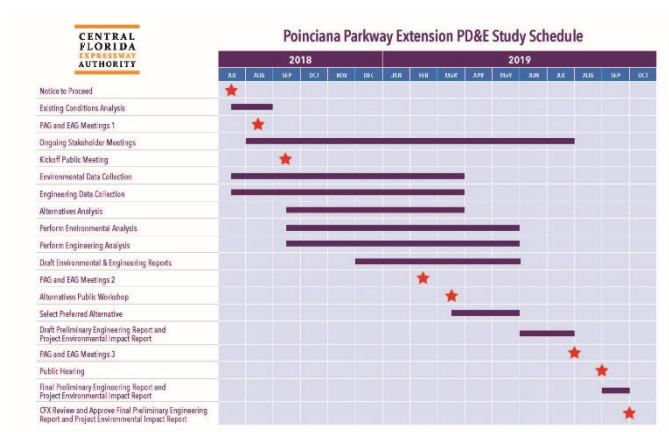 CENTRAL
FLORIDA
EXPRESSWAY
AUTHORITY
Poinciana Parkway Extension PD&E Study Schedule
2018 2019
JUL AUG SEP OCT NOV DEC JAN FEB MAR APR MAY JUN JUL AUG SEP OCT
Notice to Proceed
Existing Conditions Analysis
PAG and EAG Meetings 1
Ongoing Stakeholder Meetings
Kickoff Public Meeting
Environmental Data Collection
Engineering Data Collection
Alternatives Analysis
Perform Environmental Analysis
Perform Engineering Analysis
Draft Environmental & Engineering Reports
PAG and EAG Meetings 2
Alternatives Public Workshop
Select Preferred Alternative
Draft Preliminary Engineering Report and
Project Environmental Impact Report
PAG and EAG Meetings 3
Public Hearing
Final Preliminary Engineering Report and
Project Environmental Impact Report
CFX Review and Approve Final Preliminary Engineering
Report and Project Environmental Impact Report